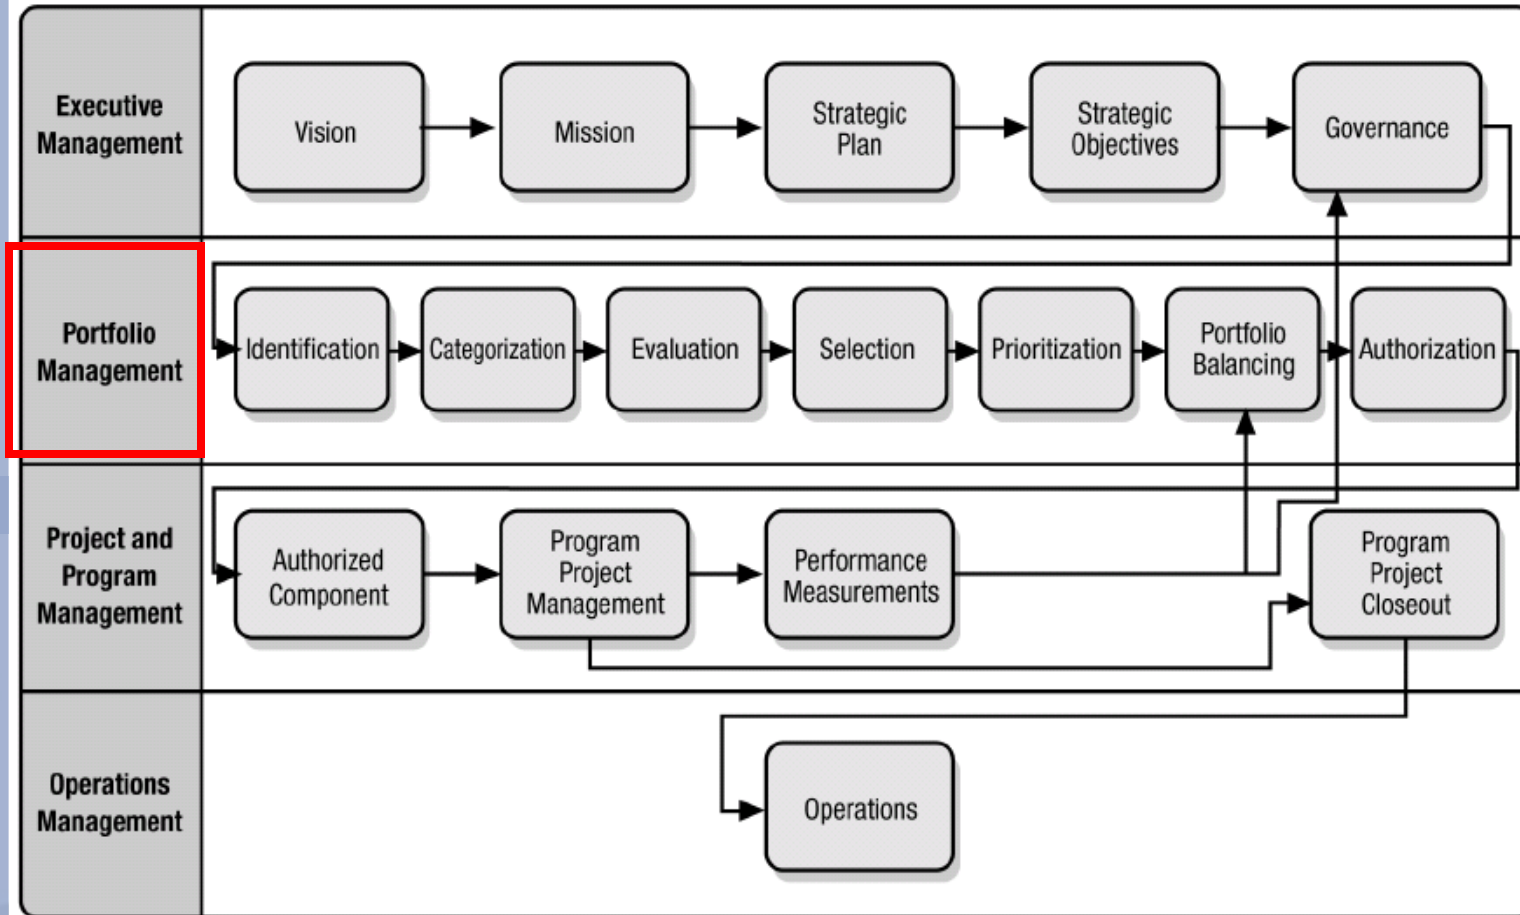 Executive
Management
Vision
Mission
Strategic
Plan
Strategic
Objectives
Governance
Portfolio
Management
Identification
Categorization
Evaluation
Selection
Prioritization
Portfolio
Balancing
Authorization
Project and
Program
Management
Authorized
Component
Program
Project
Management
Performance
Measurements
Program
Project
Closeout
Operations
Management
Operations